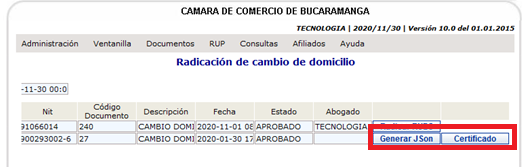 CAMARA DE COMERCIO DE BUCARAMANGA
TECNOLOGIA | 2020/11/30 | Versión 10.0 del 01.01.2015
Administración Ventanilla Documentos RUP Consultas Afiliados Ayuda
Radicación de cambio de domicilio
-11-30 00:0
Nit Código Documento Descripción Fecha Estado Abogado
91066014 240 CAMBIO DOMI 2020-11-01 08 APROBADO TECNOLOGIA
900293002-6 27 CAMBIO DOMI 2020-01-30 17 APROBADO Generar JSon Certificado